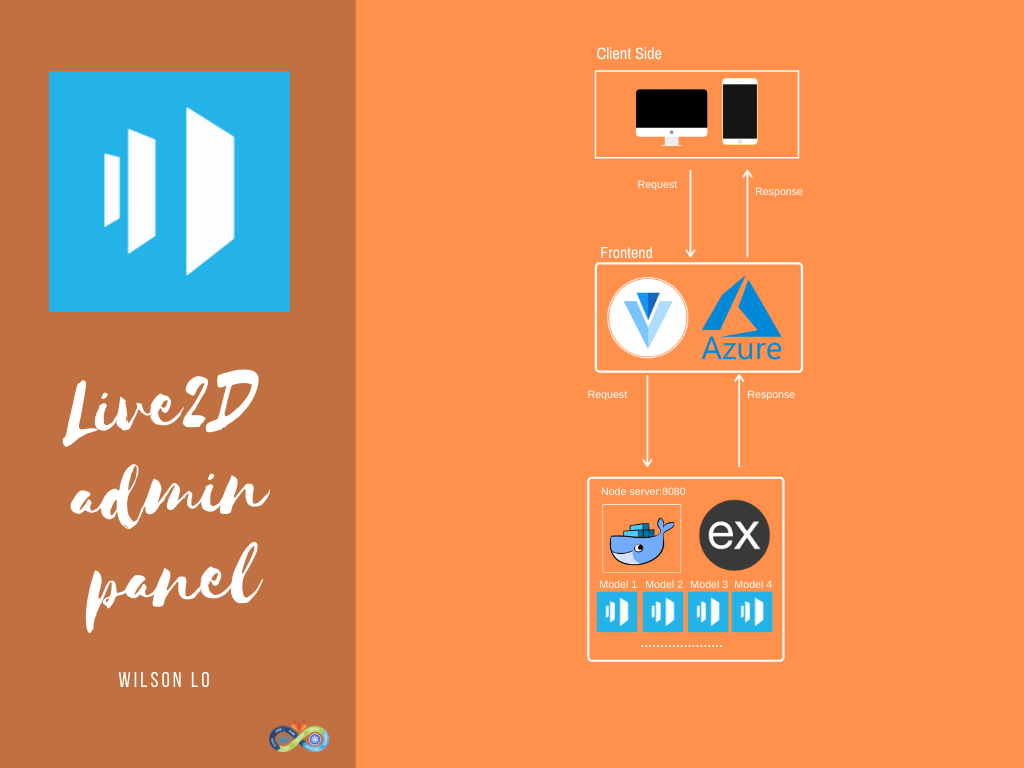 Live2D
admin
panel
WILSON LO
Client Side
Request
Response
Frontend
Azure
Request
Response
Node server:8080
ex
Model 1 Model 2 Model 3 Model 4
.....................